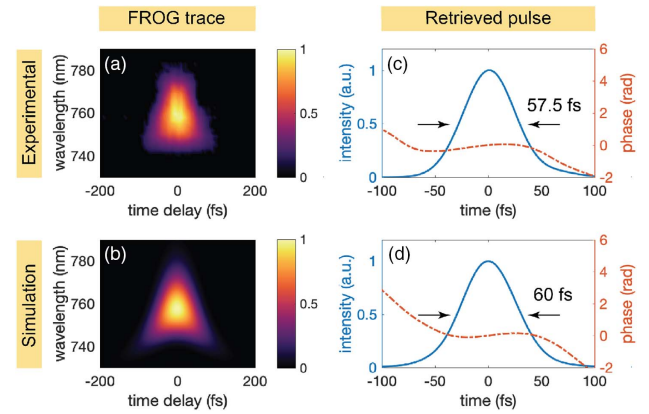 FROG trace
Retrieved pulse
Experimental
(a)
wavelength (nm)
780
760
740
-200
0
200
time delay (fs)
1
0.5
0
(c)
intensity (a.u.)
1
0.5
0
57.5 fs
6
4
2
0
-2
phase (rad)
-100
-50
0
50
100
time (fs)
Simulation
(b)
wavelength (nm)
780
760
740
-200
0
200
time delay (fs)
1
0.5
0
(d)
intensity (a.u.)
1
0.5
0
60 fs
6
4
2
0
-2
phase (rad)
-100
-50
0
50
100
time (fs)